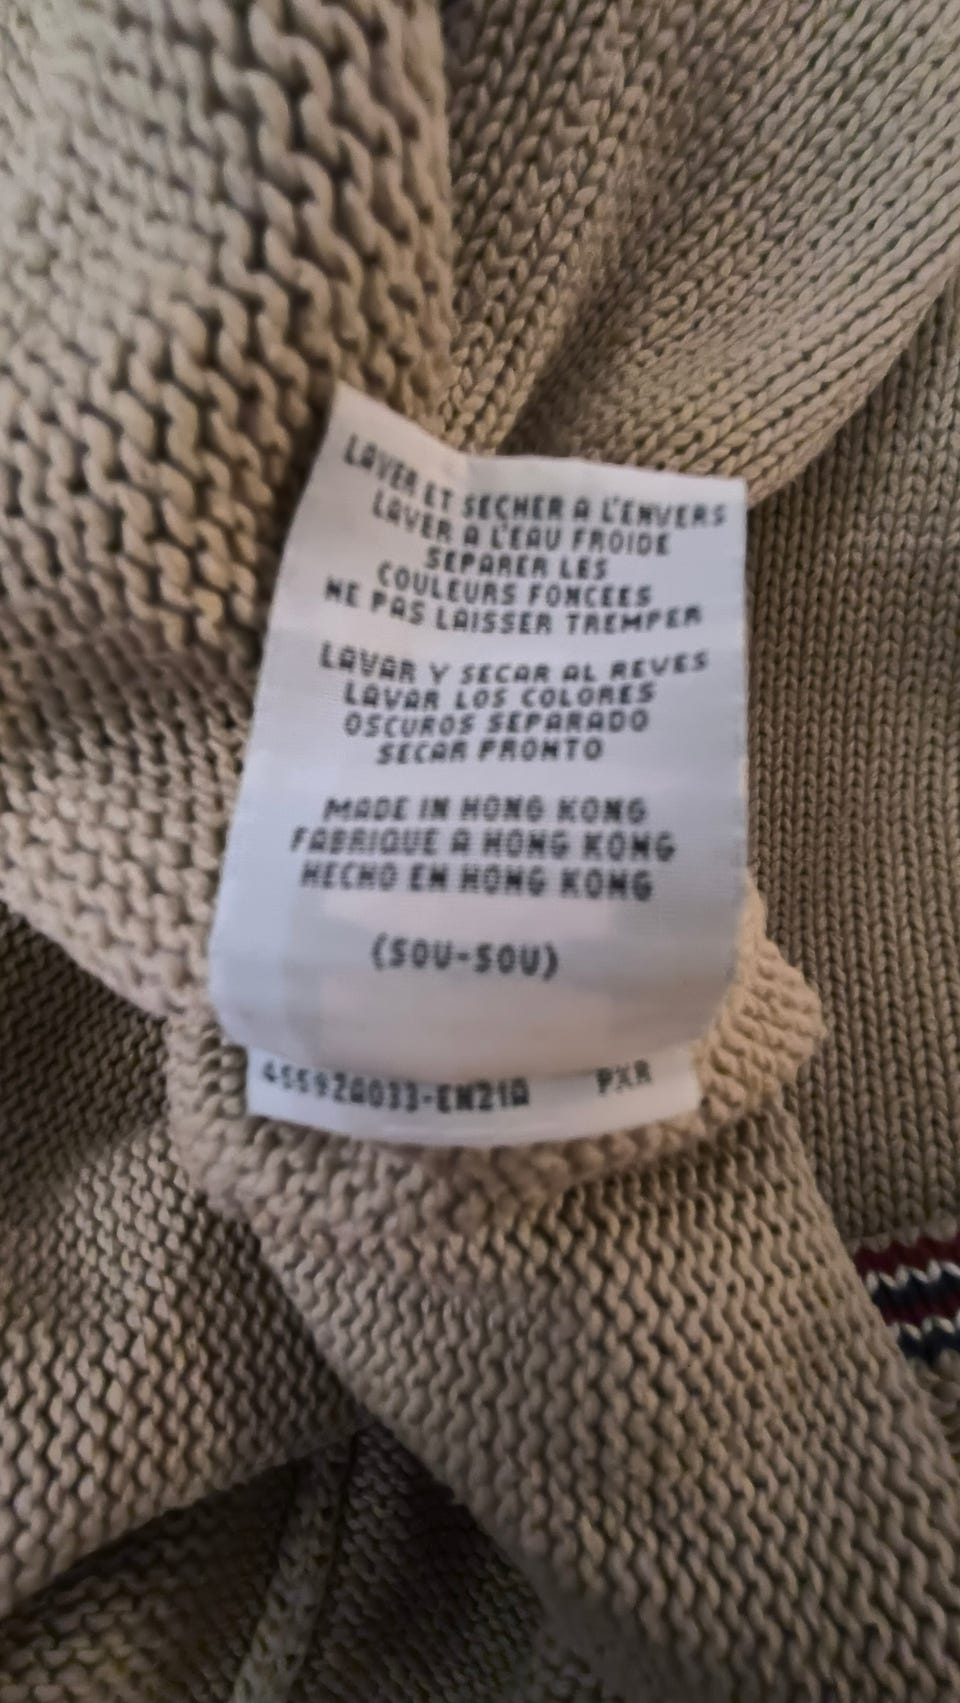 LAVER ET SECHER A L'ENVERS
LAVER A L'EAU FROIDE
SEPARER LES
COULEURS FONCEES
NE PAS LAISSER TREMPER
LAVAR Y SECAR AL REVES
LAVAR LOS COLORES
OSCUROS SEPARADO
SECAR PRONTO
MADE IN HONG KONG
FABRIQUE A HONG KONG
HECHO EN HONG KONG
(SOU-SOU)
PXR